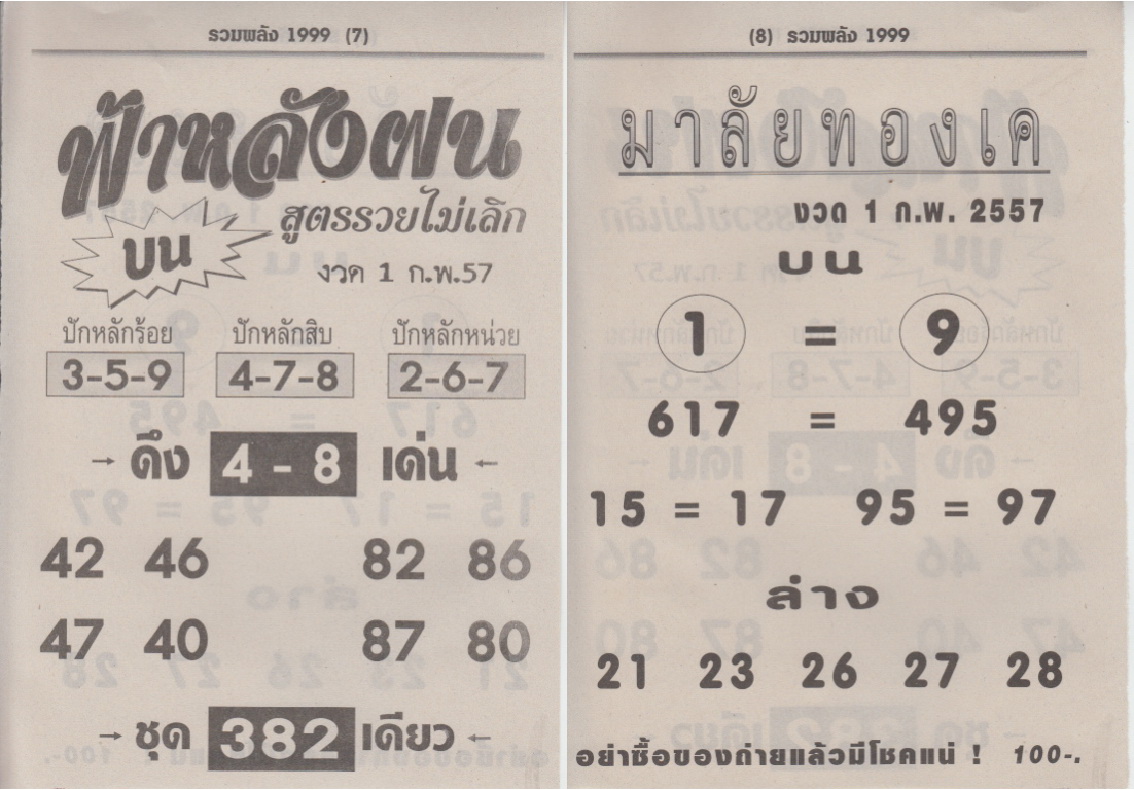 รวมพลัง 1999 (7)
ฟ้าหลังฝน
สูตรรวยไม่เลิก
บน
งวด 1 ก.พ.57
ปักหลักร้อย ปักหลักสิบ ปักหลักหน่วย
3-5-9 4-7-8 2-6-7
→ ดึง 4 - 8 เด่น ←
42 46 82 86
47 40 87 80
→ ชุด 382 เดียว ←
(8) รวมพลัง 1999
มาลัยทองเค
งวด 1 ก.พ. 2557
บน
1 = 9
617 = 495
15 = 17 95 = 97
ล่าง
21 23 26 27 28
อย่าซื้อของถ่ายแล้วมีโชคแน่ ! 100-.